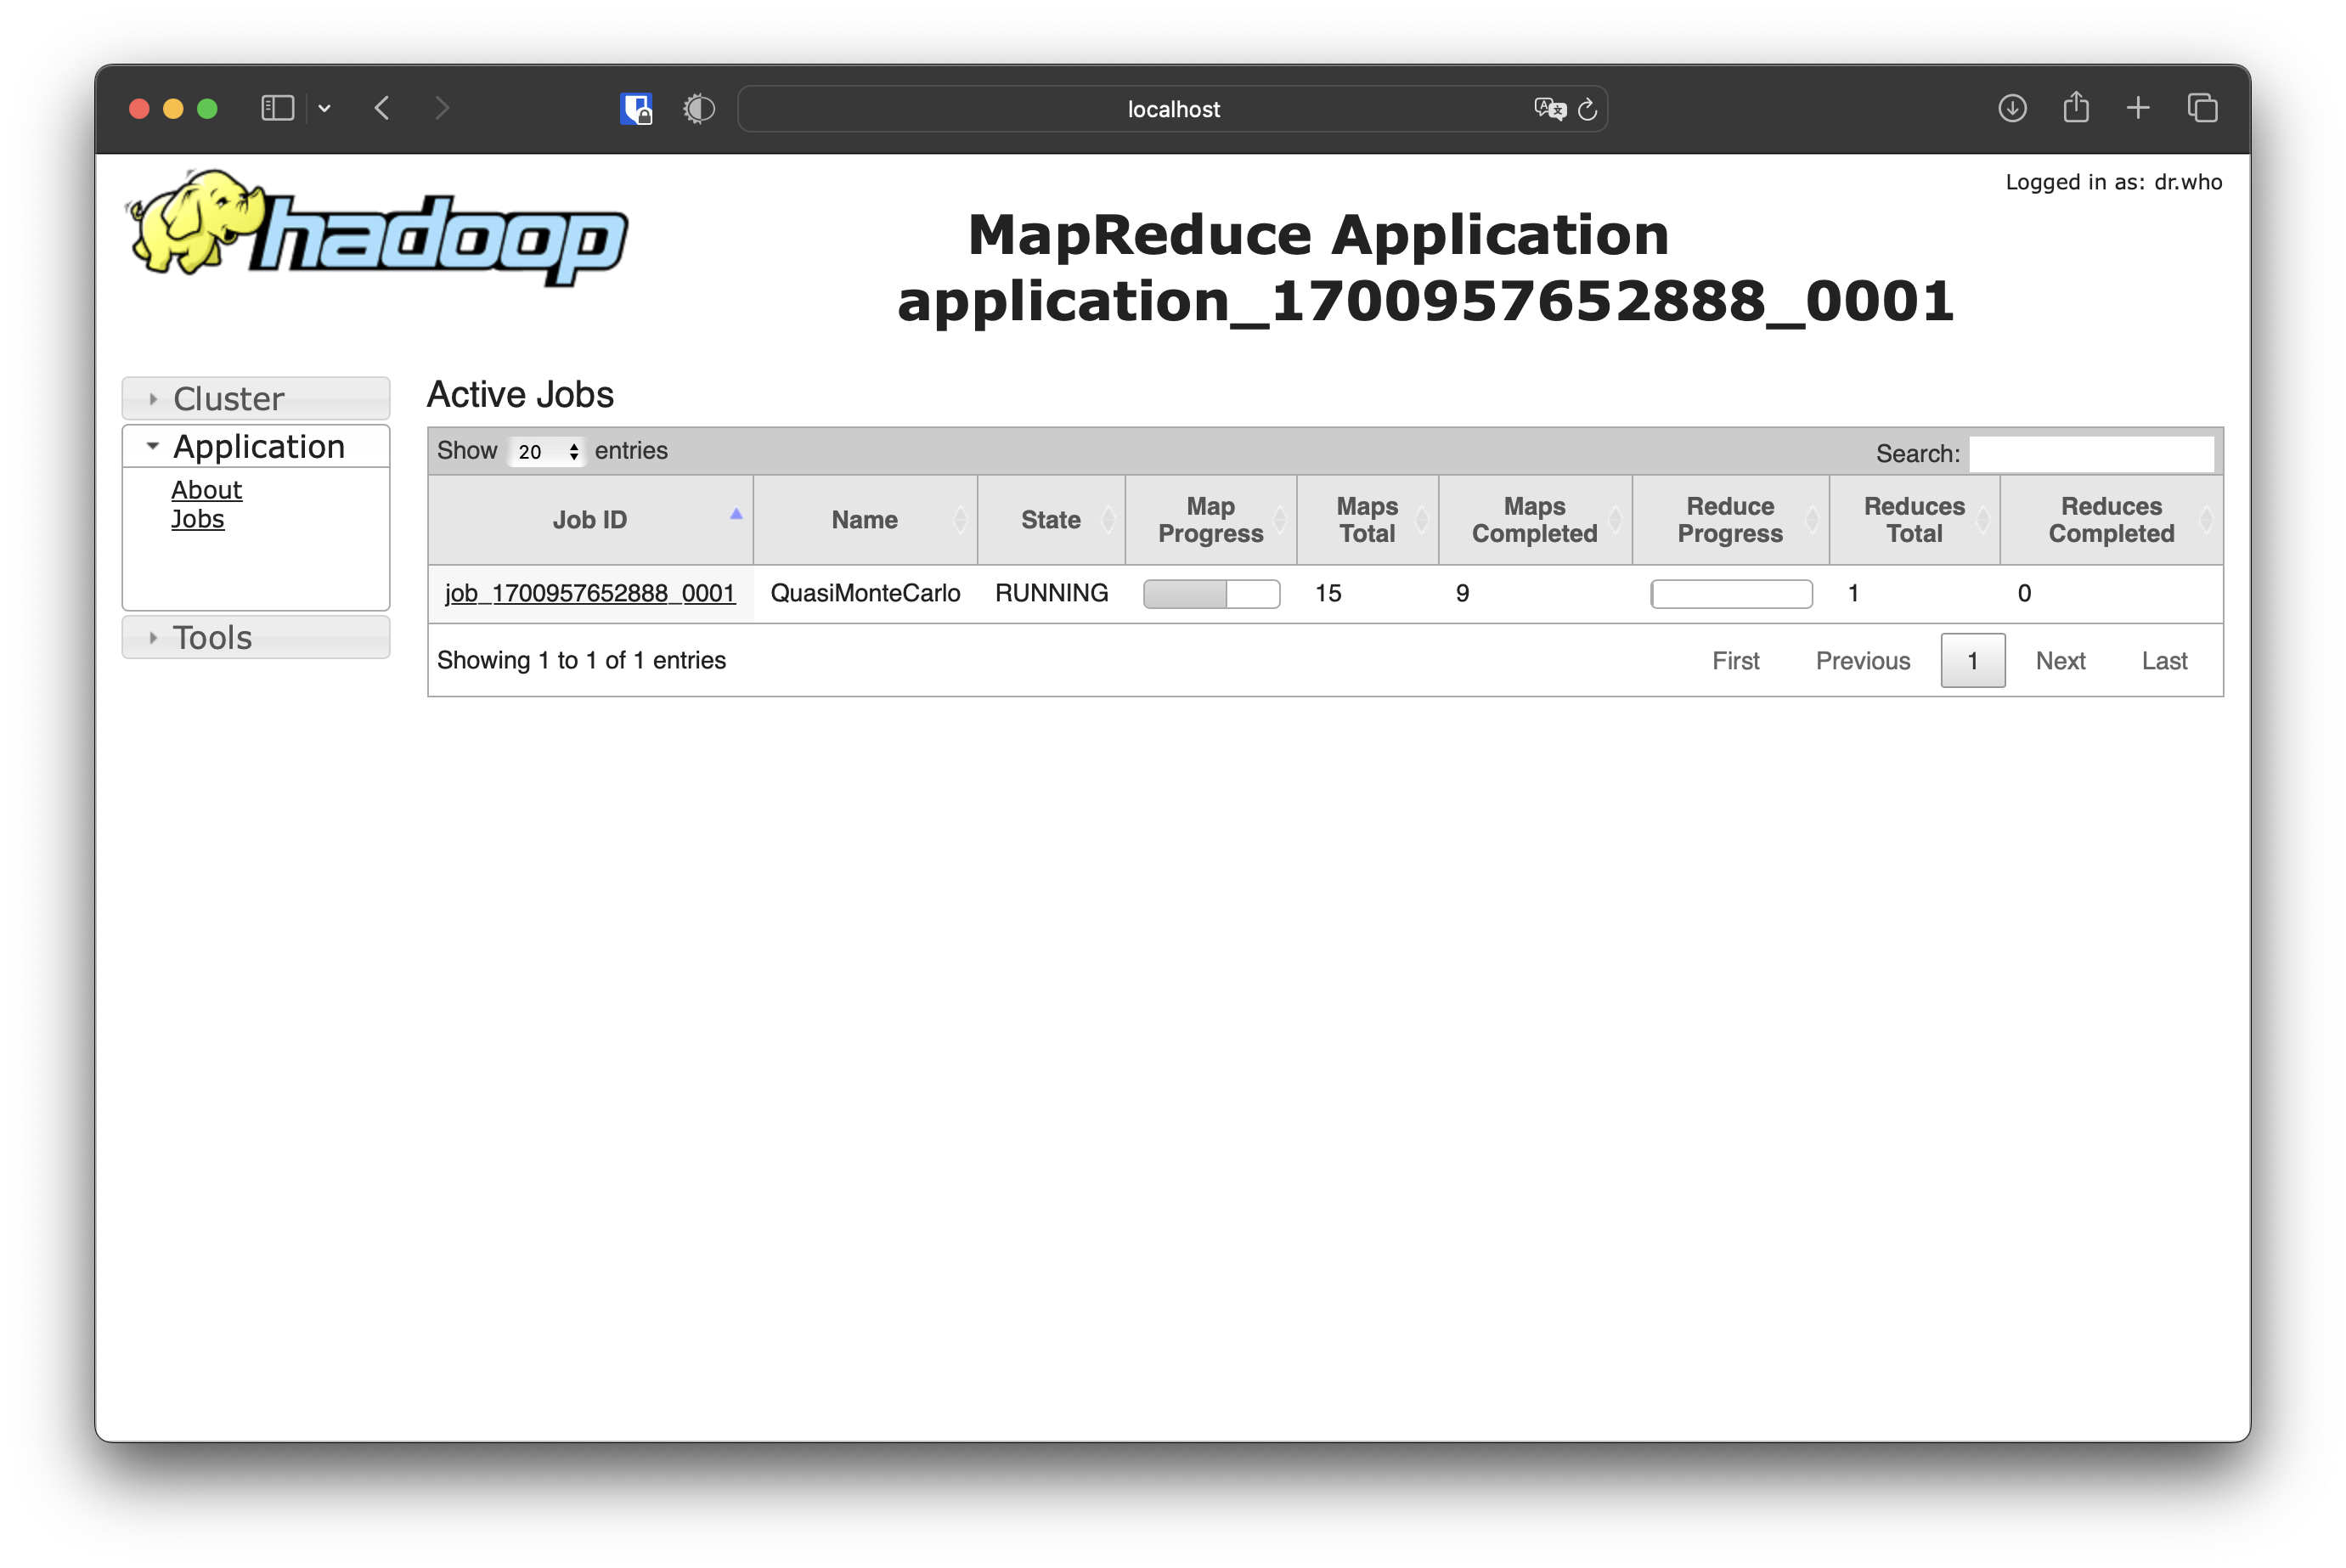 localhost
hadoop
Logged in as: dr.who
MapReduce Application
application_1700957652888_0001
Cluster
Application
About
Jobs
Tools
Active Jobs
Show 20 entries
Search:
Job ID Name State Map Progress Maps Total Maps Completed Reduce Progress Reduces Total Reduces Completed
job_1700957652888_0001 QuasiMonteCarlo RUNNING 15 9 1 0
Showing 1 to 1 of 1 entries
First Previous 1 Next Last